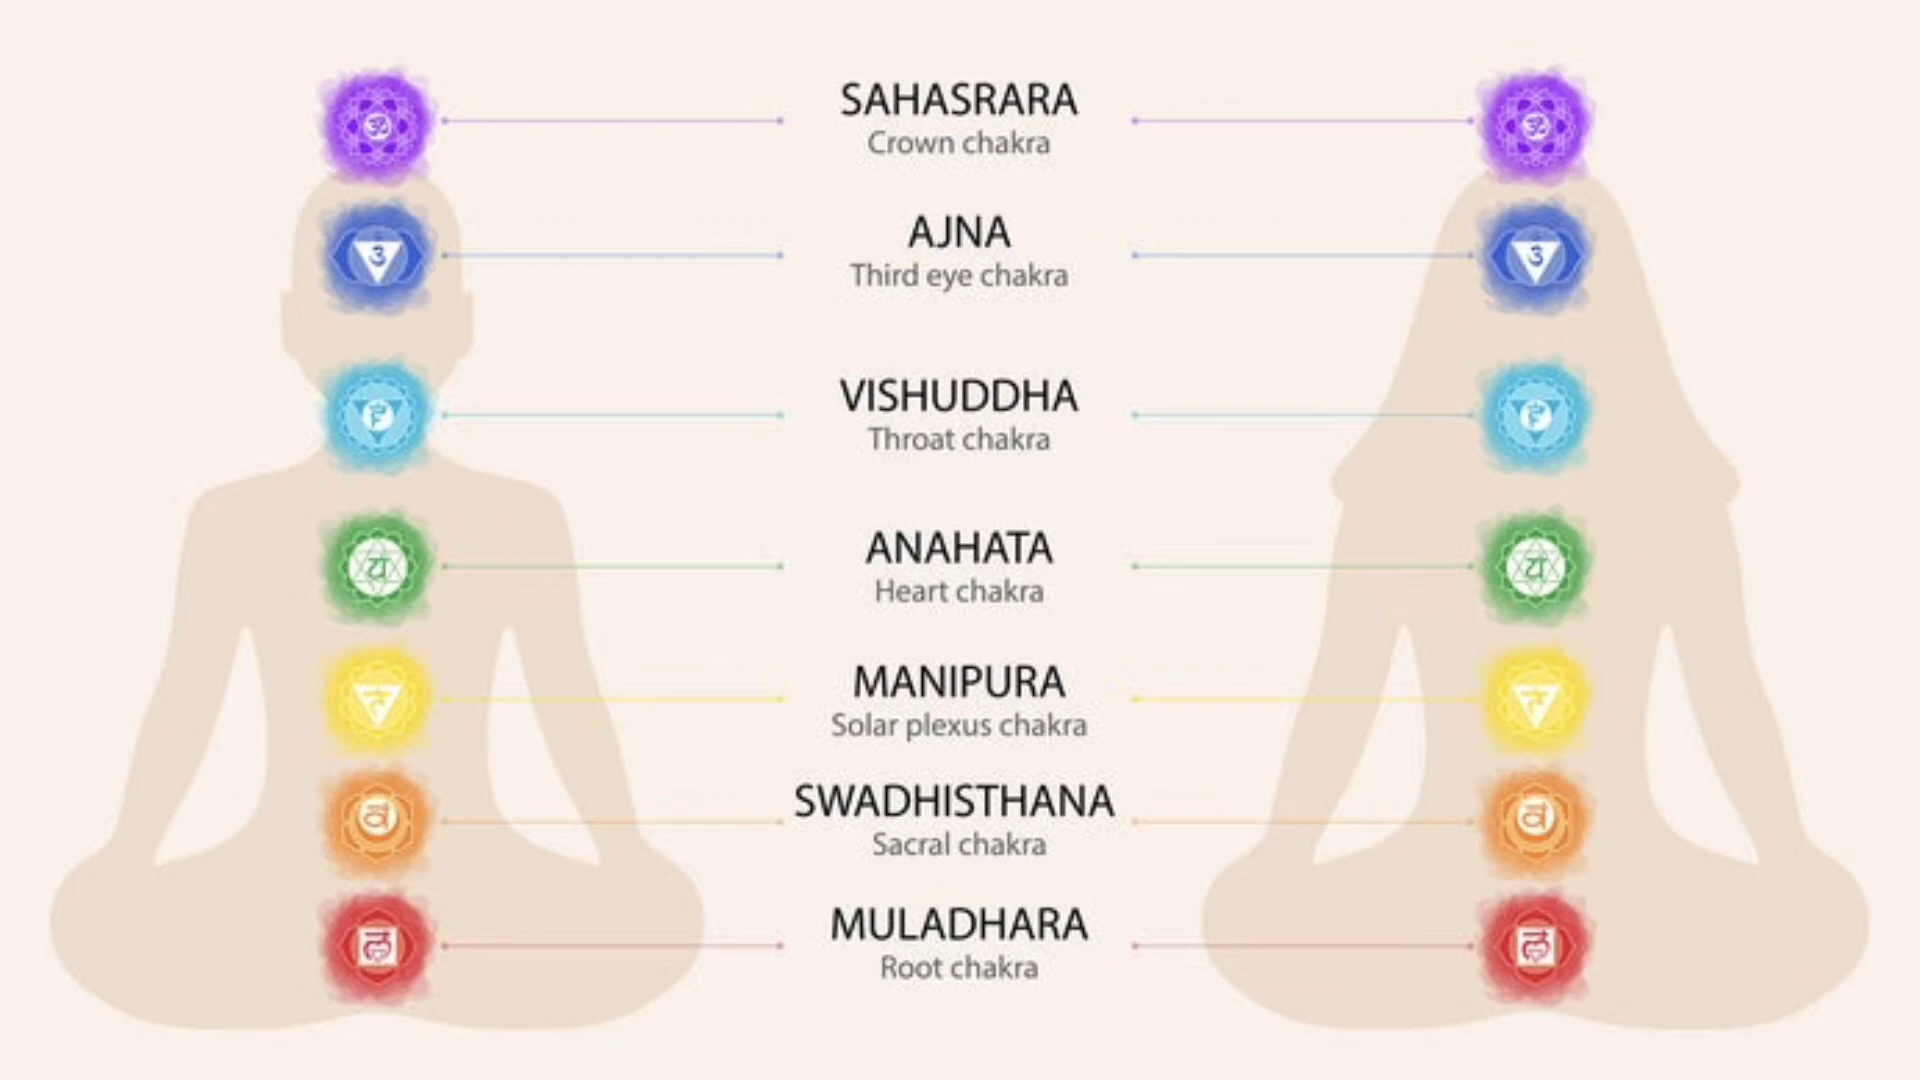 SAHASRARA
Crown chakra
AJNA
Third eye chakra
VISHUDDHA
Throat chakra
ANAHATA
Heart chakra
MANIPURA
Solar plexus chakra
SWADHISTHANA
Sacral chakra
MULADHARA
Root chakra